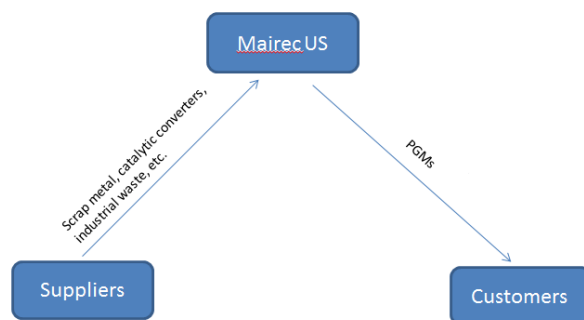 Mairec US
Scrap metal, catalytic converters,
industrial waste, etc.
PGMs
Suppliers
Customers